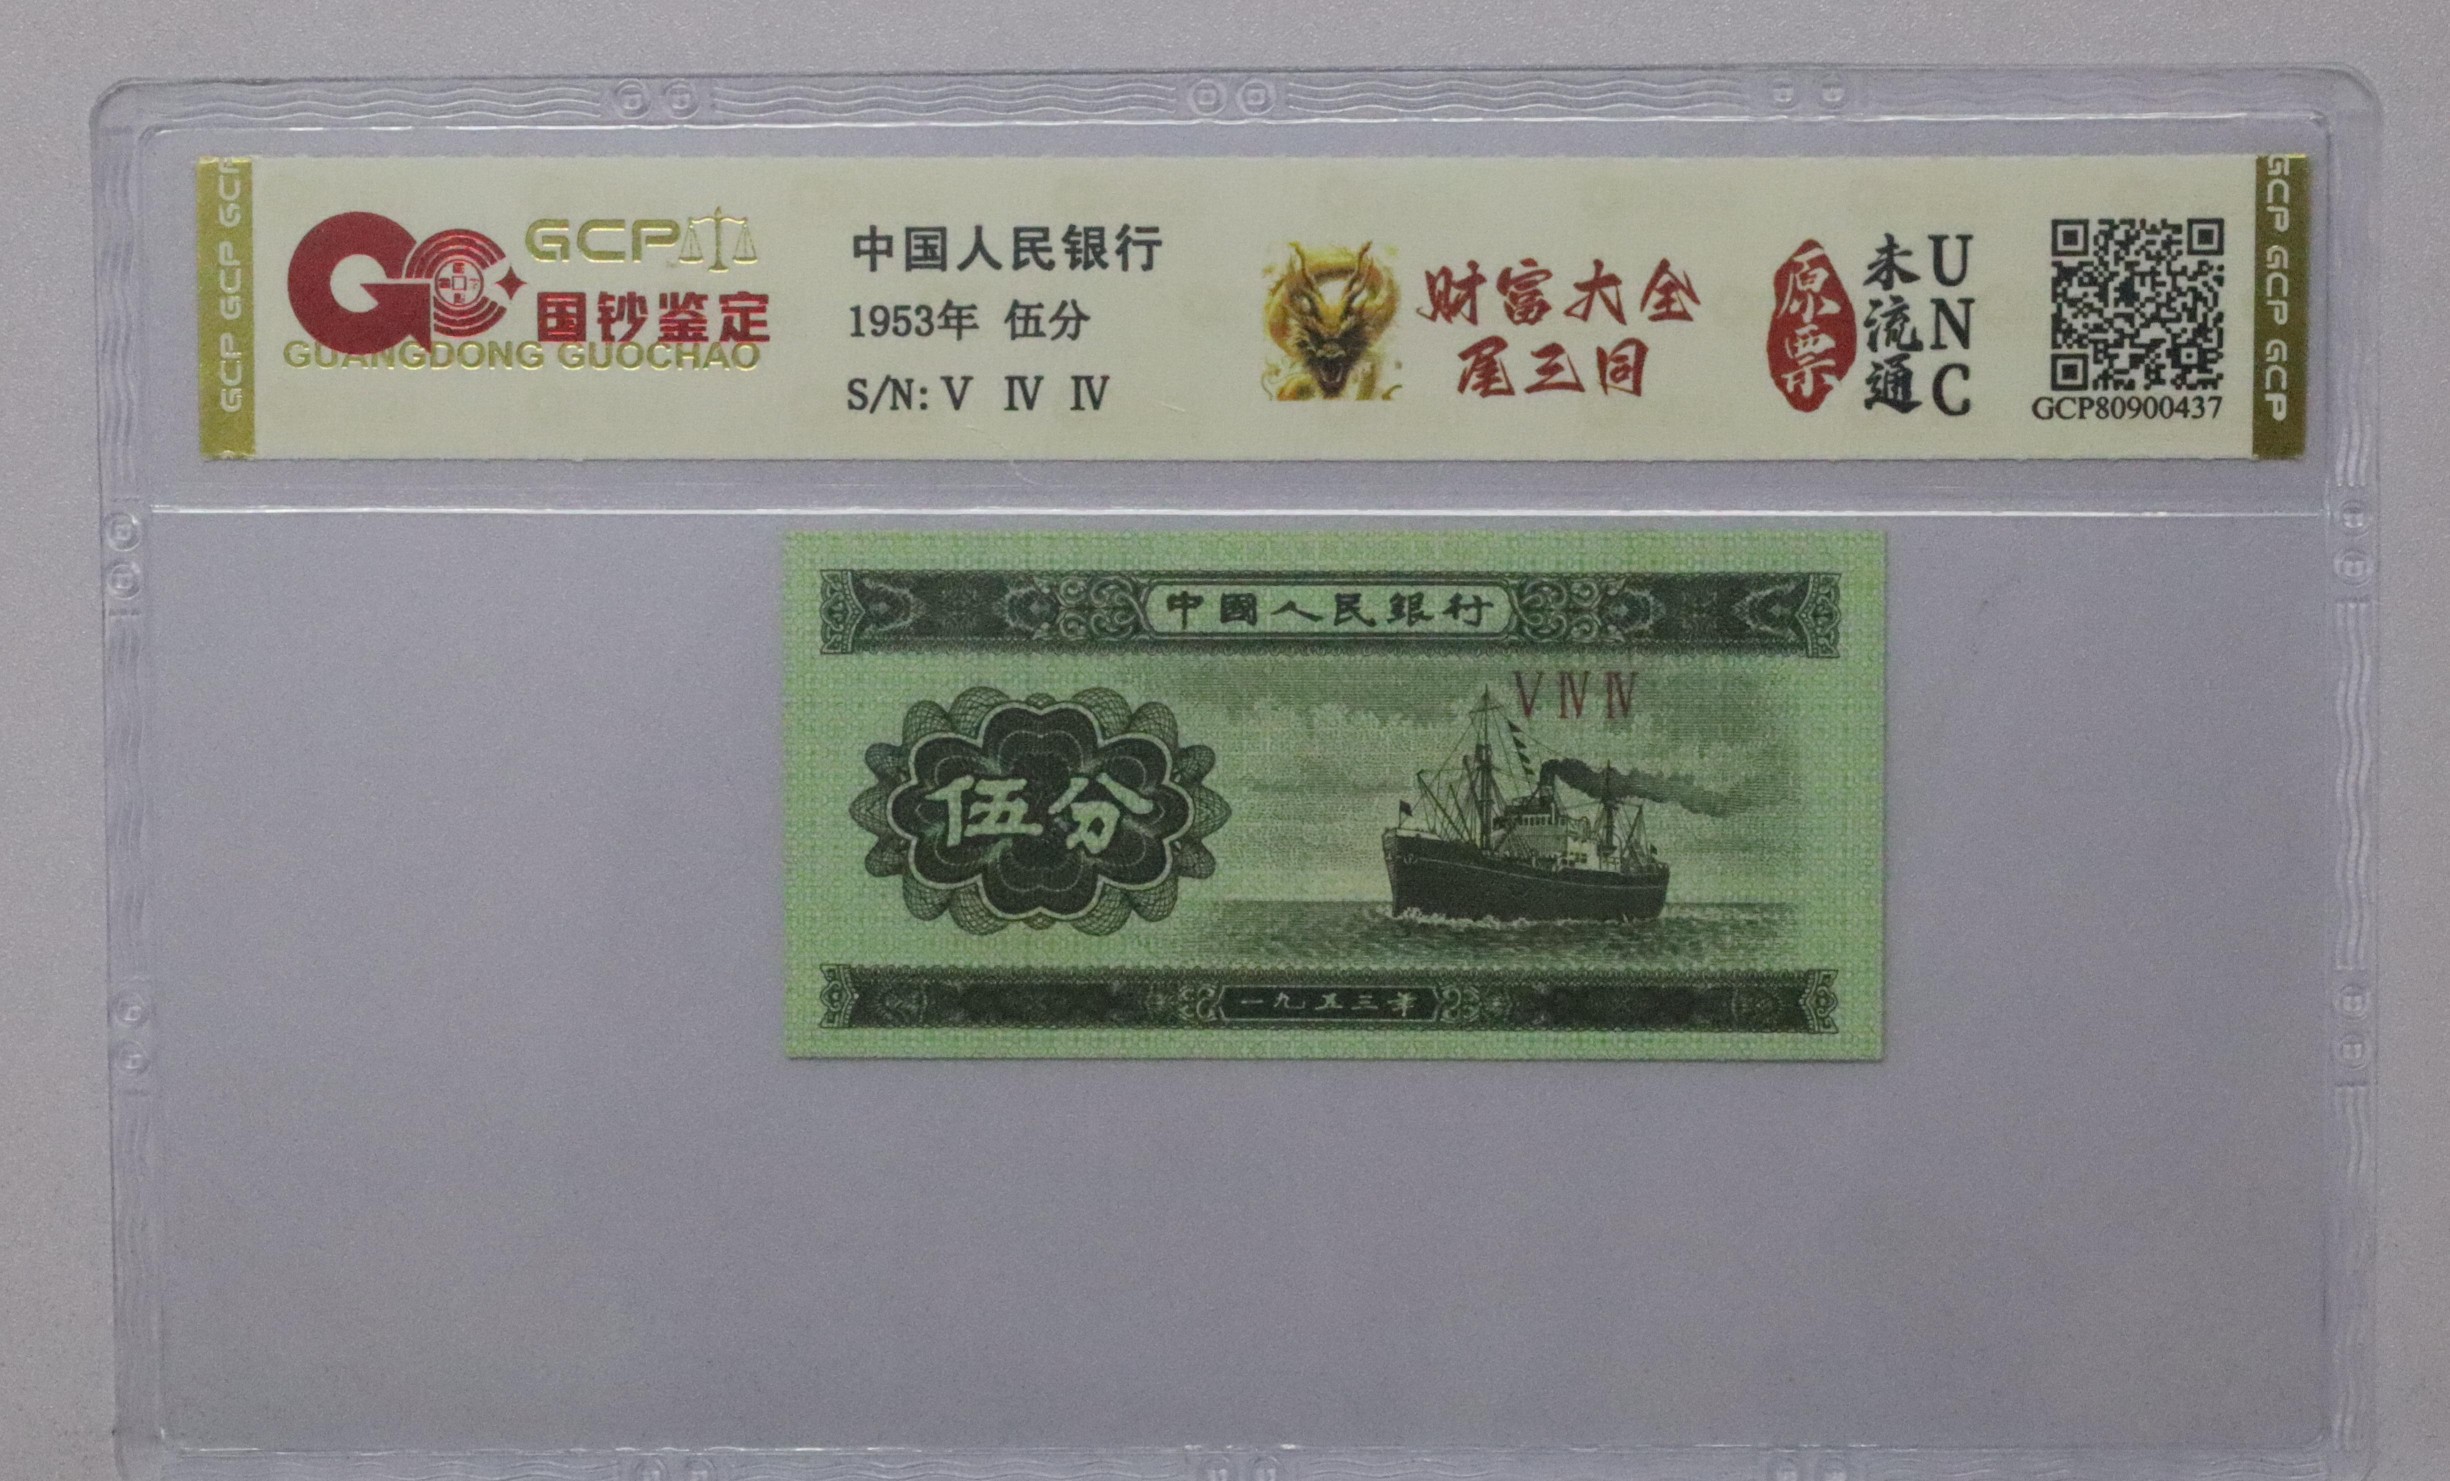 GCP GCP GCP
GCP
国钞鉴定
GUANGDONG GUOCHAO
中国人民银行
1953年 伍分
S/N: Ⅴ Ⅳ Ⅳ
财富大全
尾三同
原票
未流通
UNC
GCP80900437
GCP GCP GCP
中國人民銀行
Ⅴ Ⅳ Ⅳ
伍分
一九五三年